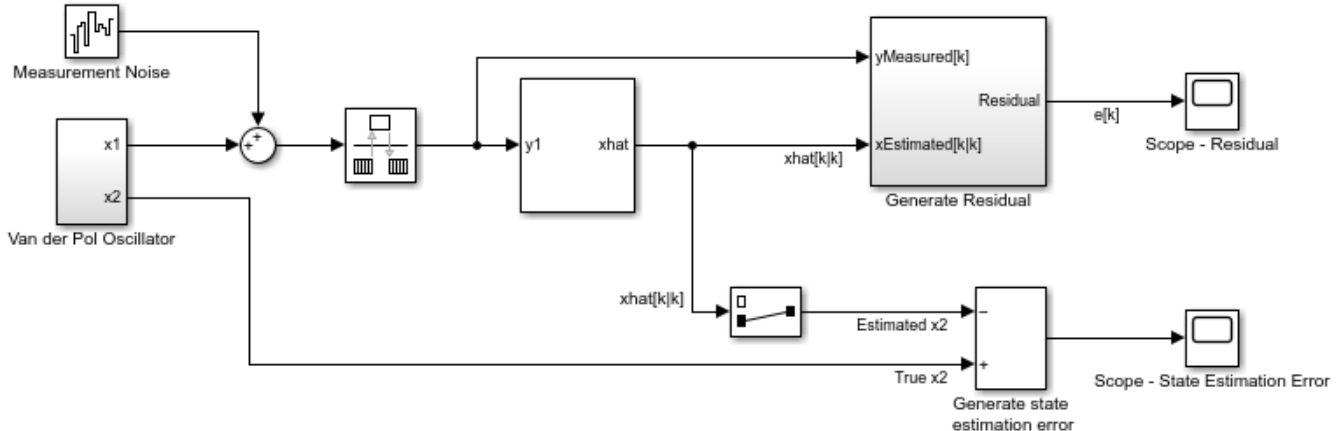 Measurement Noise
x1
x2
Van der Pol Oscillator
+
+
y1
xhat
yMeasured[k]
xEstimated[k|k]
Residual
Generate Residual
xhat[k|k]
e[k]
Scope - Residual
xhat[k|k]
Estimated x2
True x2
−
+
Generate state
estimation error
Scope - State Estimation Error